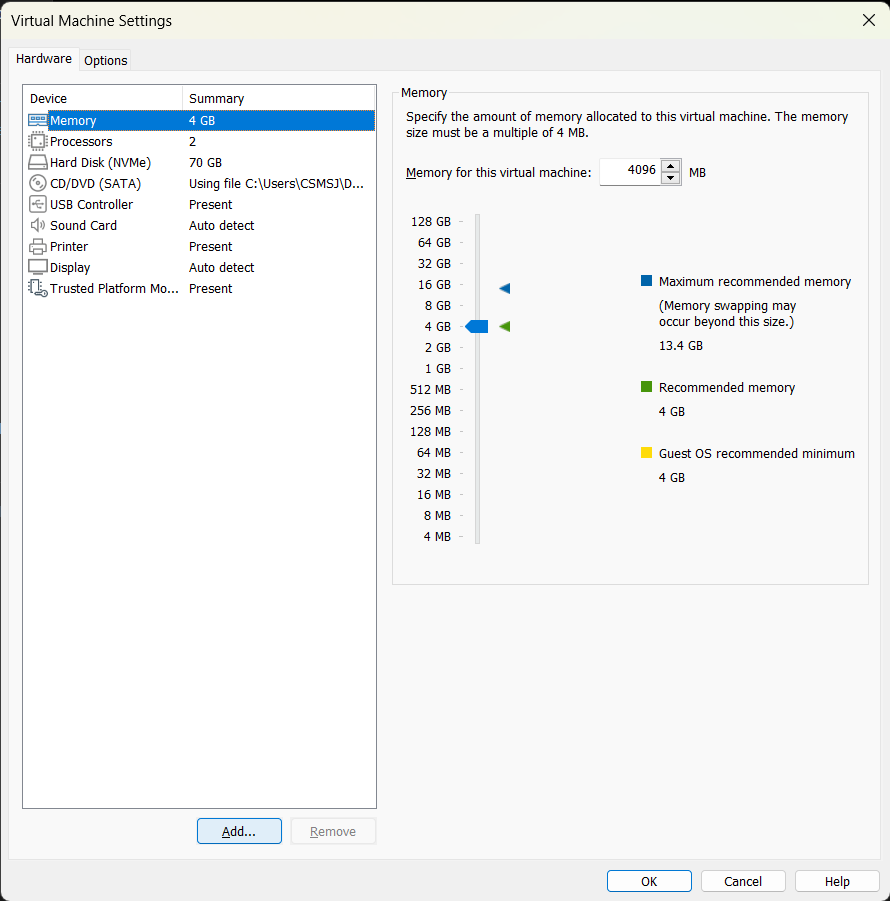 Virtual Machine Settings
Hardware Options
Device Summary
Memory 4 GB
Processors 2
Hard Disk (NVMe) 70 GB
CD/DVD (SATA) Using file C:\Users\CSMSJ\D...
USB Controller Present
Sound Card Auto detect
Printer Present
Display Auto detect
Trusted Platform Mo... Present
Add... Remove
Memory
Specify the amount of memory allocated to this virtual machine. The memory
size must be a multiple of 4 MB.
Memory for this virtual machine: 4096 MB
128 GB
64 GB
32 GB
16 GB
8 GB
4 GB
2 GB
1 GB
512 MB
256 MB
128 MB
64 MB
32 MB
16 MB
8 MB
4 MB
Maximum recommended memory
(Memory swapping may
occur beyond this size.)
13.4 GB
Recommended memory
4 GB
Guest OS recommended minimum
4 GB
OK Cancel Help